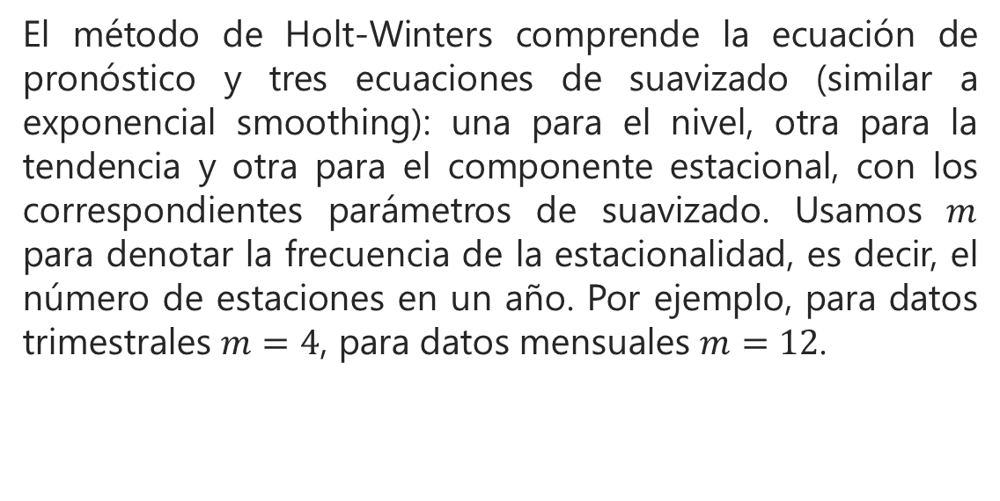 El método de Holt-Winters comprende la ecuación de
pronóstico y tres ecuaciones de suavizado (similar a
exponencial smoothing): una para el nivel, otra para la
tendencia y otra para el componente estacional, con los
correspondientes parámetros de suavizado. Usamos m
para denotar la frecuencia de la estacionalidad, es decir, el
número de estaciones en un año. Por ejemplo, para datos
trimestrales m = 4, para datos mensuales m = 12.